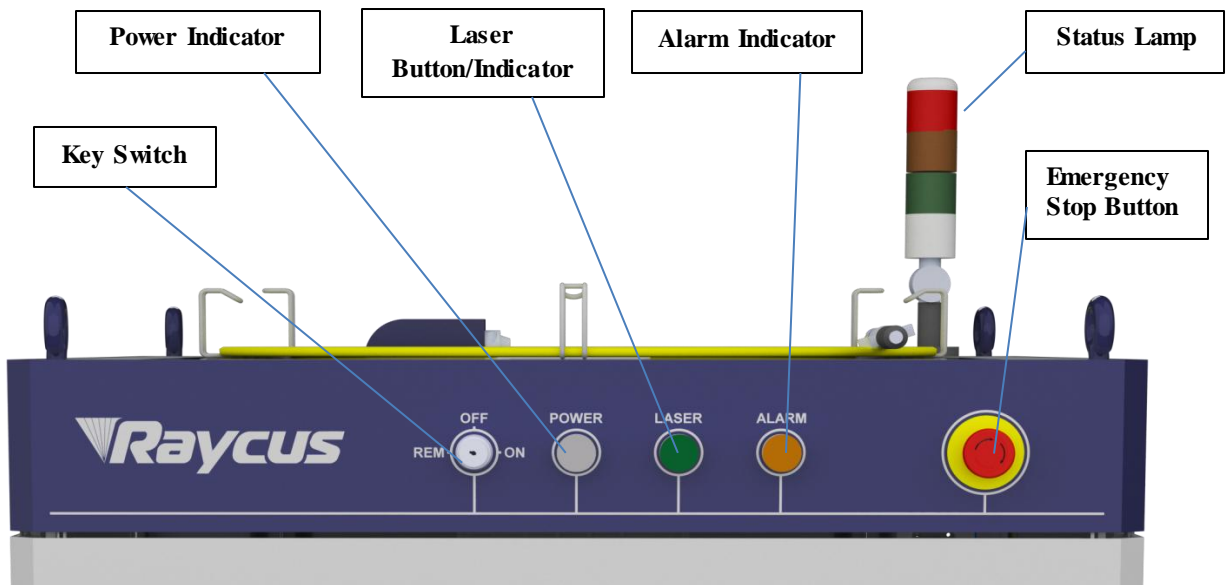 Power Indicator
Laser
Button/Indicator
Alarm Indicator
Status Lamp
Key Switch
Emergency
Stop Button
OFF
POWER
LASER
ALARM
REM
ON
Raycus